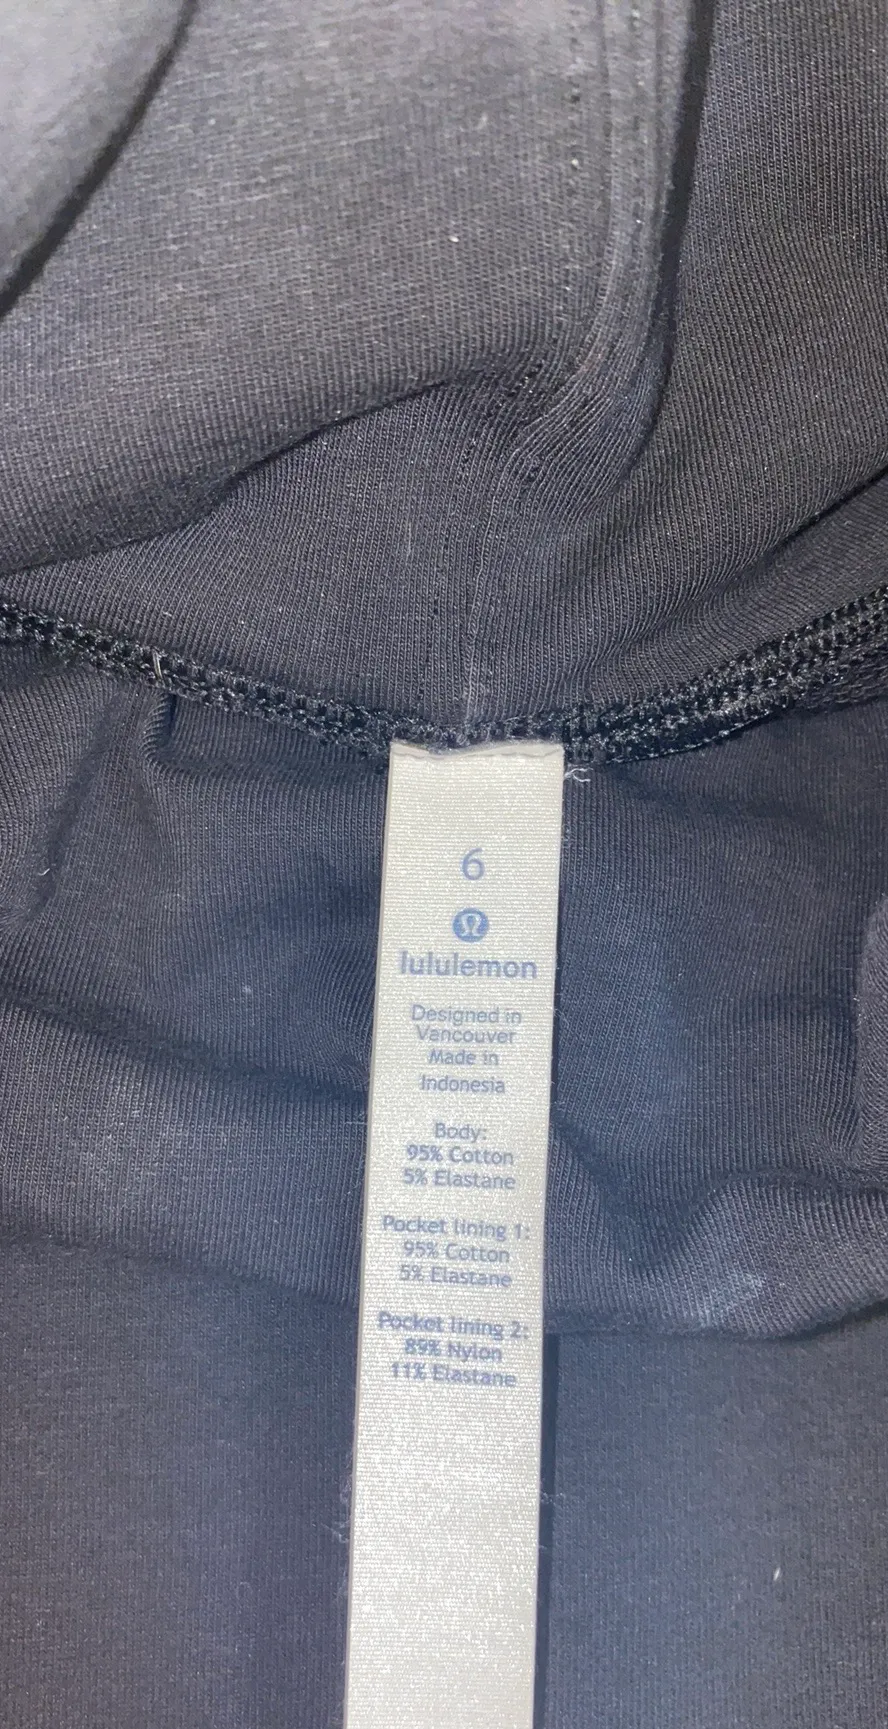 6
lululemon
Designed in
Vancouver
Made in
Indonesia
Body:
95% Cotton
5% Elastane
Pocket lining 1:
95% Cotton
5% Elastane
Pocket lining 2:
89% Nylon
11% Elastane